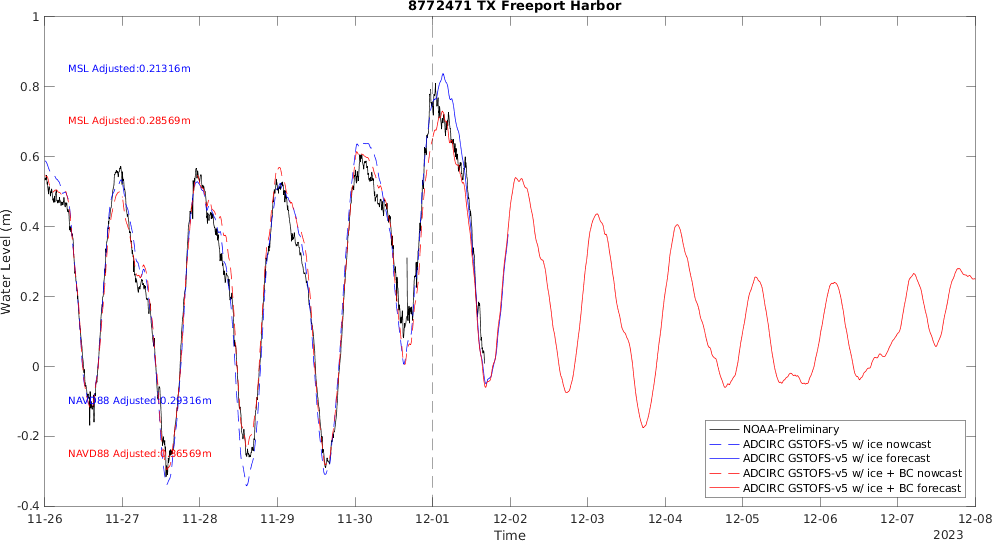 8772471 TX Freeport Harbor
1
0.8
0.6
0.4
0.2
0
-0.2
-0.4
Water Level (m)
MSL Adjusted:0.21316m
MSL Adjusted:0.28569m
NAVD88 Adjusted:0.29316m
NAVD88 Adjusted:0.36569m
NOAA-Preliminary
ADCIRC GSTOFS-v5 w/ ice nowcast
ADCIRC GSTOFS-v5 w/ ice forecast
ADCIRC GSTOFS-v5 w/ ice + BC nowcast
ADCIRC GSTOFS-v5 w/ ice + BC forecast
11-26 11-27 11-28 11-29 11-30 12-01 12-02 12-03 12-04 12-05 12-06 12-07 12-08
Time
2023